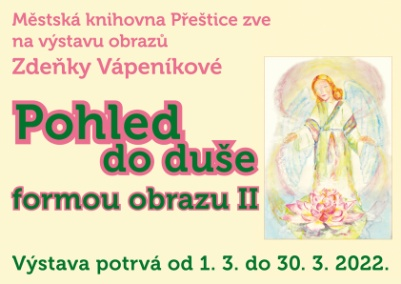 Městská knihovna Přeštice zve
na výstavu obrazů
Zdeňky Vápeníkové
Pohled
do duše
formou obrazu II
Výstava potrvá od 1. 3. do 30. 3. 2022.